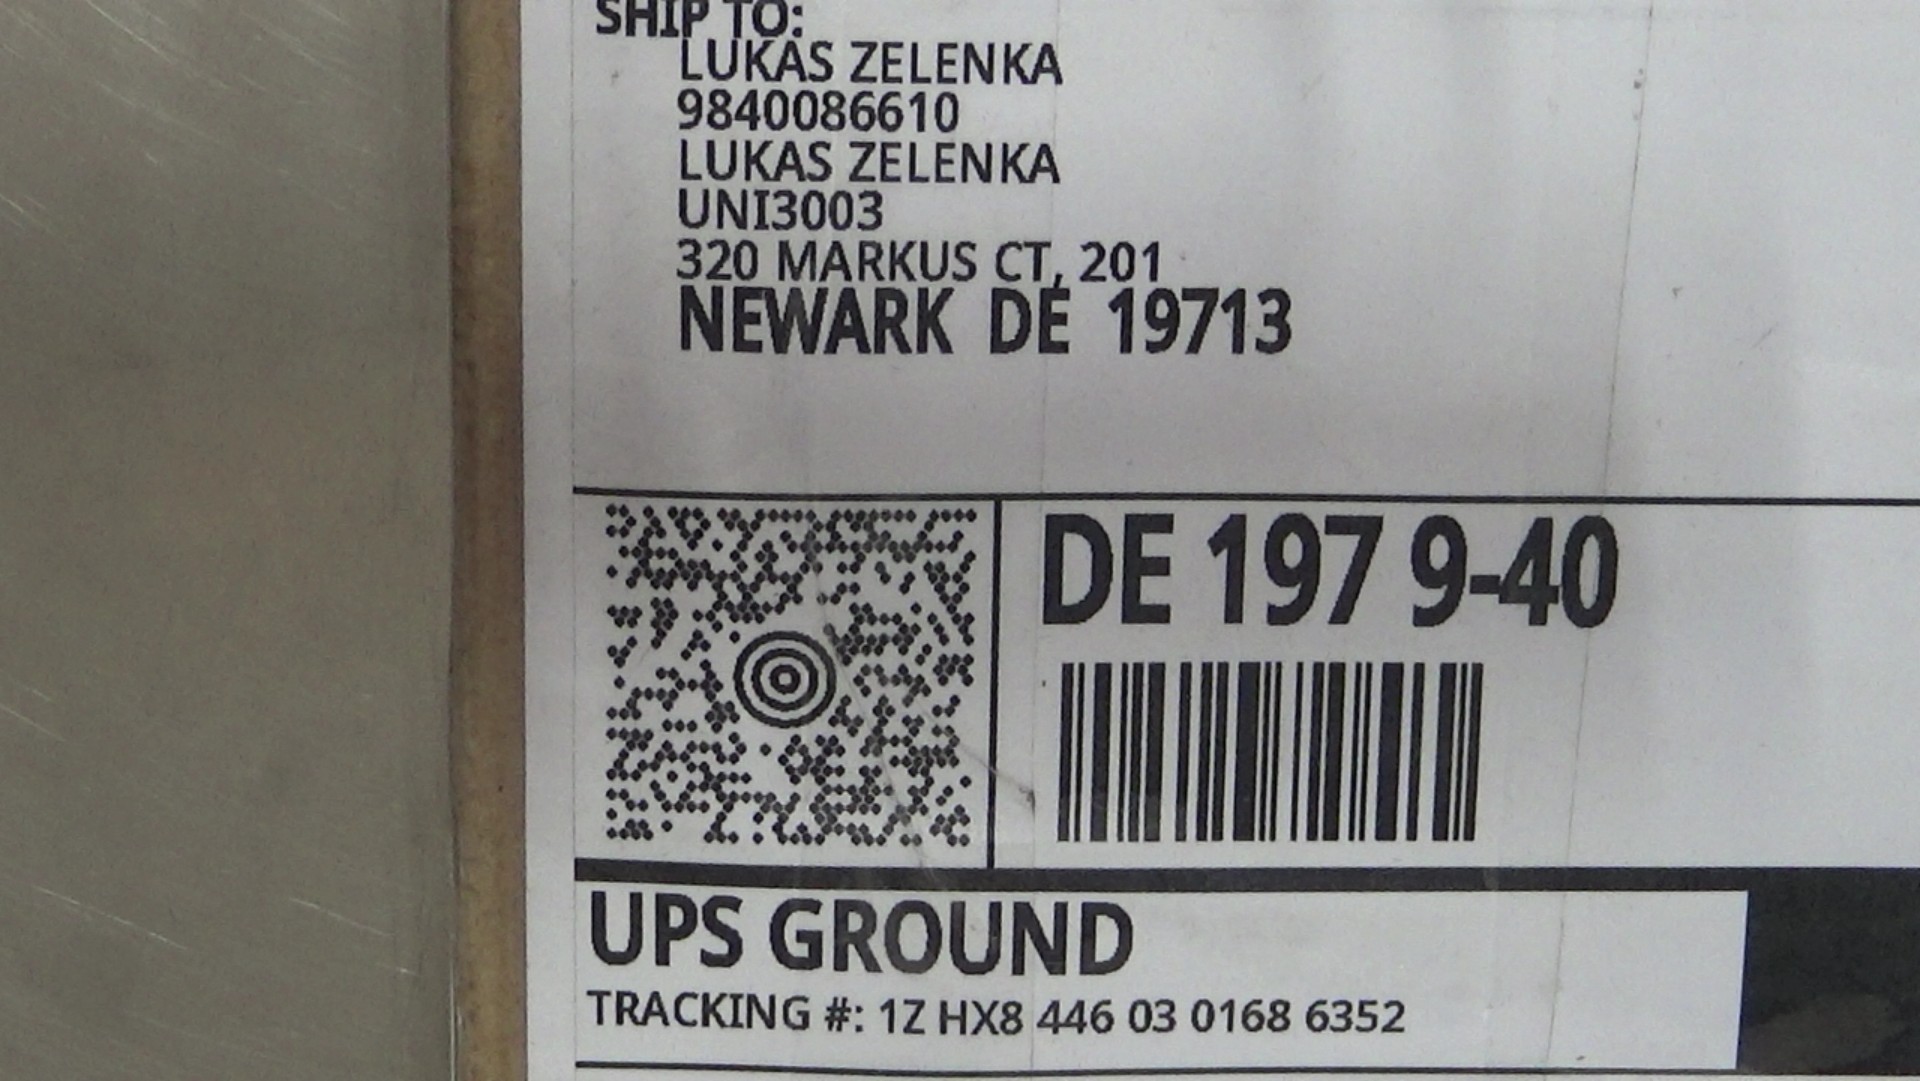 SHIP TO:
LUKAS ZELENKA
9840086610
LUKAS ZELENKA
UNI3003
320 MARKUS CT, 201
NEWARK DE 19713
DE 197 9-40
UPS GROUND
TRACKING #: 1Z HX8 446 03 0168 6352